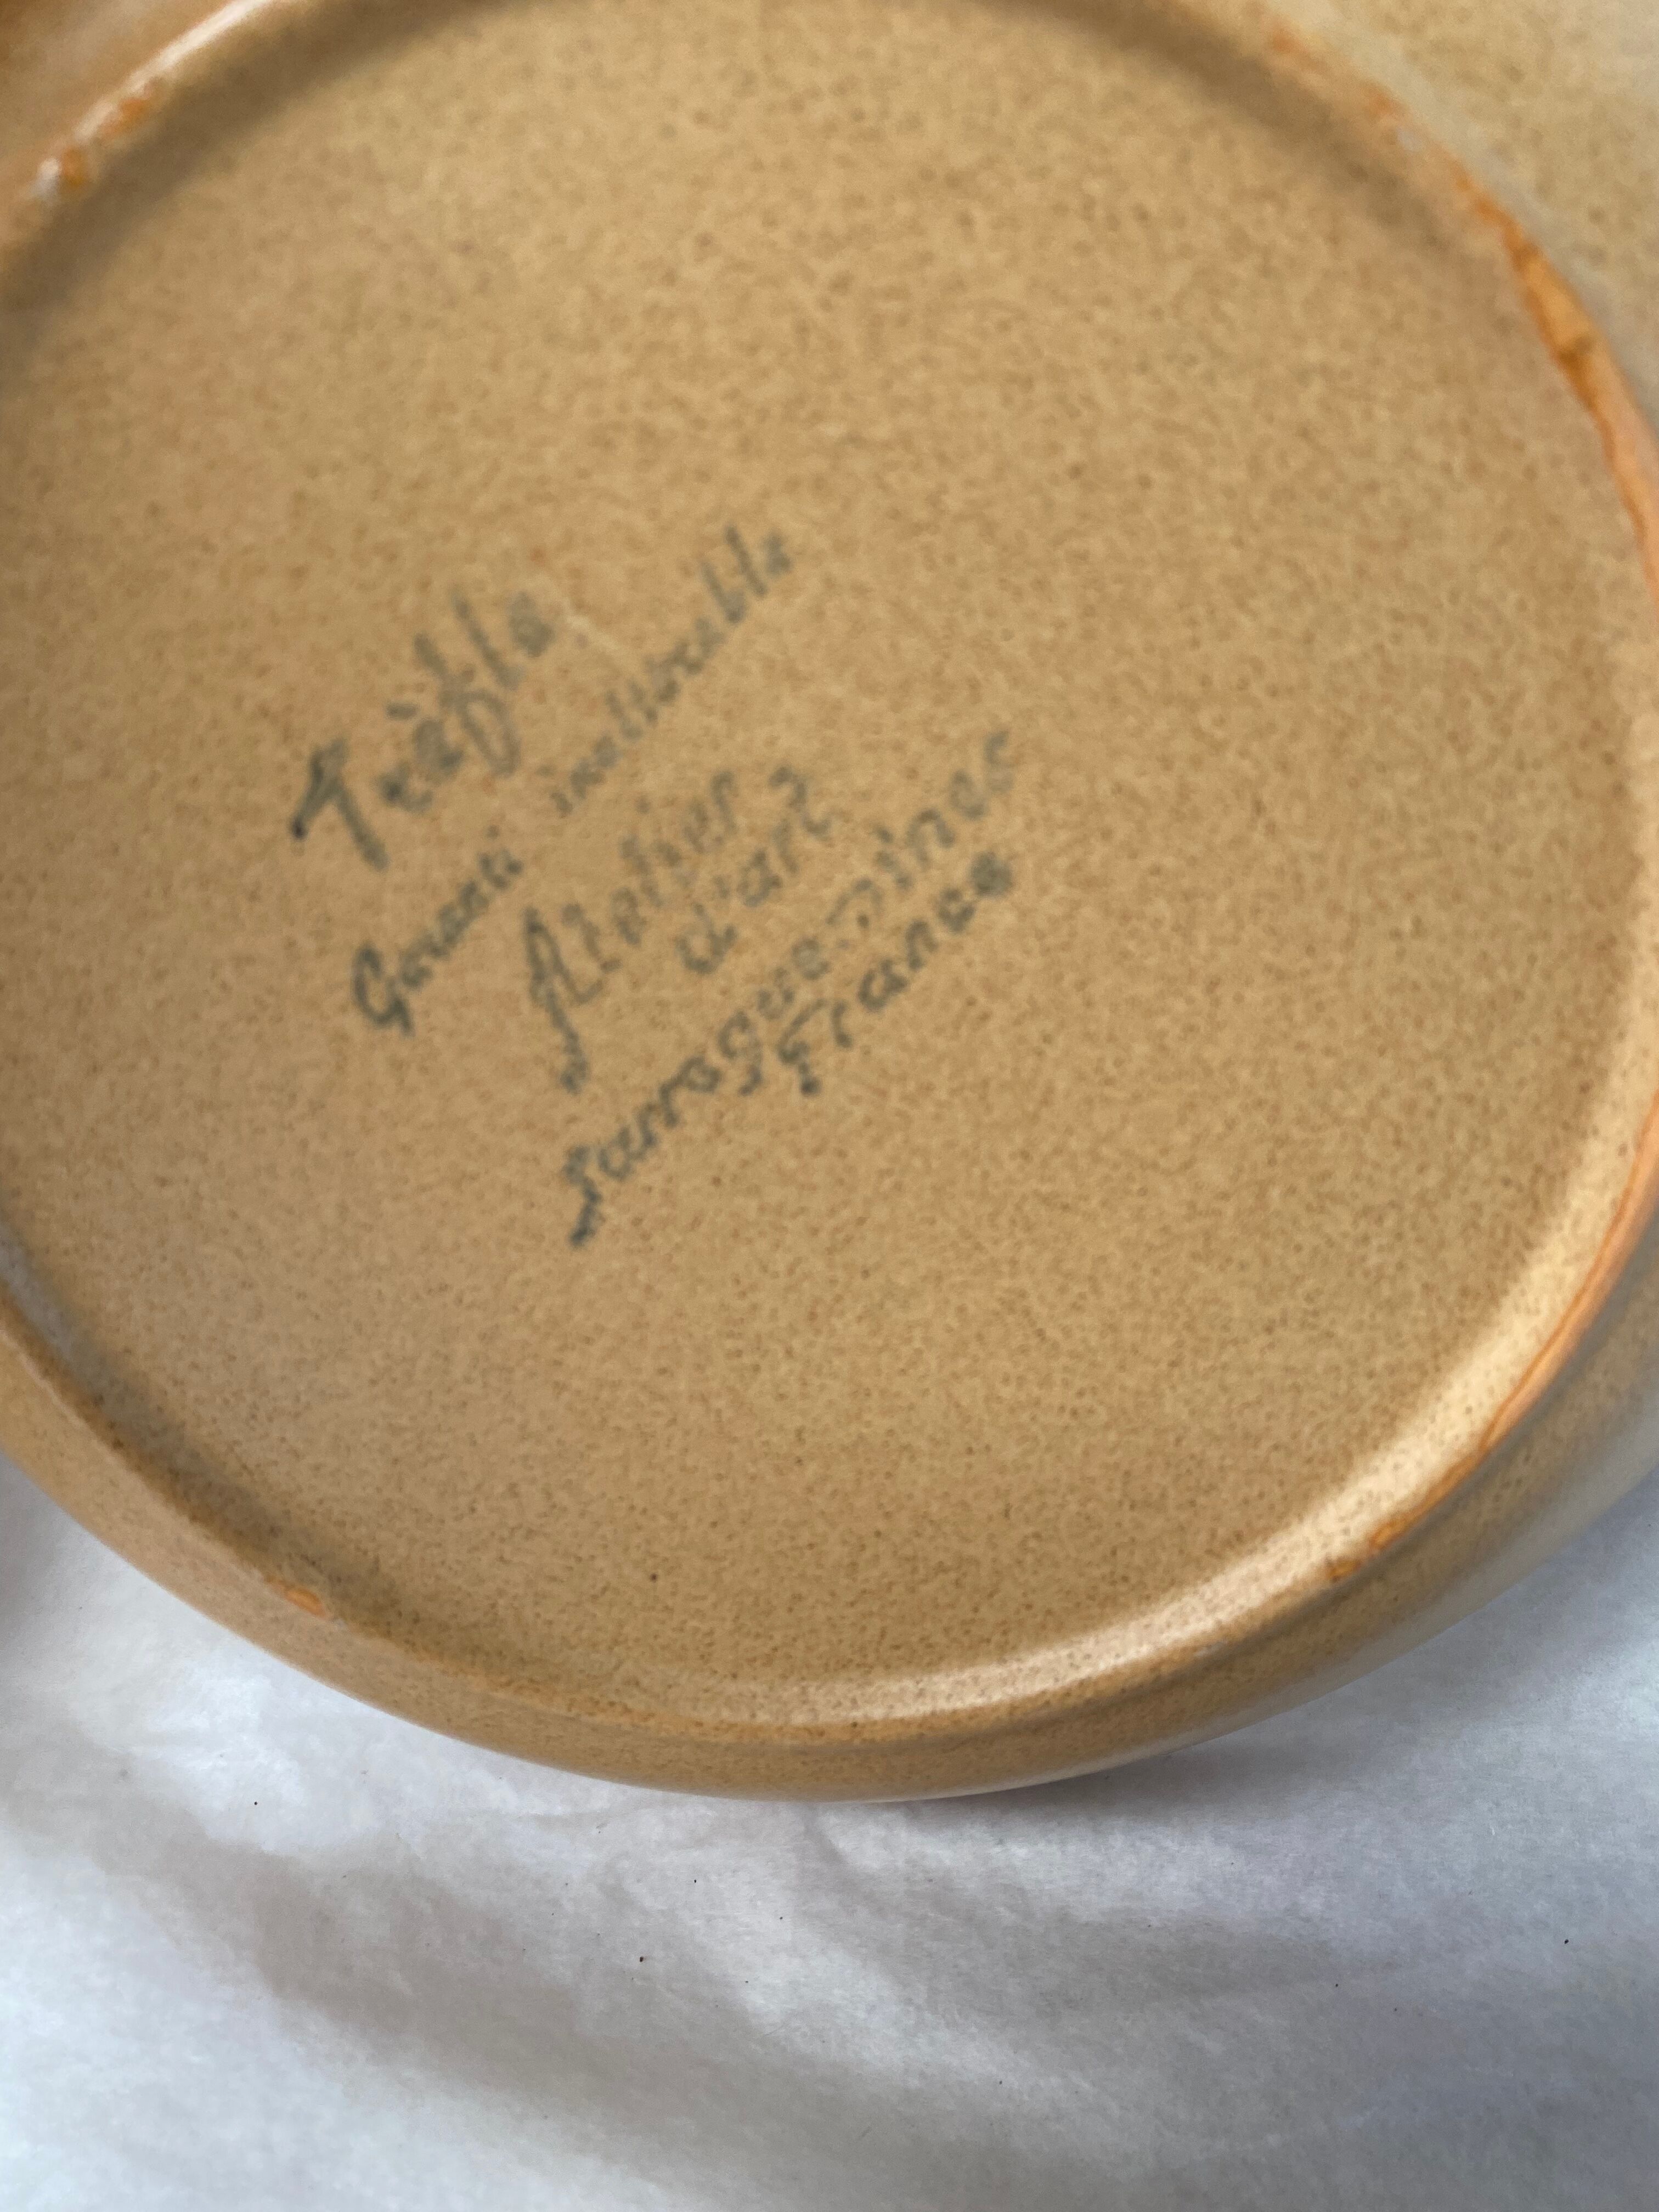 Trèfle
Garanti inaltérable
Atelier
d'art
Sarreguemines
France